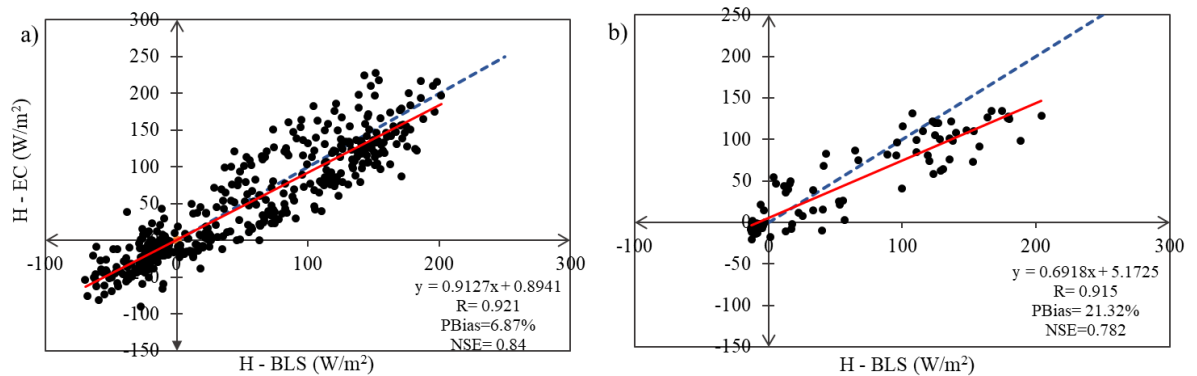 a)
H - EC (W/m²)
300
250
200
150
100
50
-50
-100
-150
-100
0
100
200
300
y = 0.9127x + 0.8941
R= 0.921
PBias=6.87%
NSE= 0.84
H - BLS (W/m²)
b)
250
200
150
100
50
0
-50
-100
-150
-100
0
100
200
300
y = 0.6918x + 5.1725
R= 0.915
PBias= 21.32%
NSE=0.782
H - BLS (W/m²)